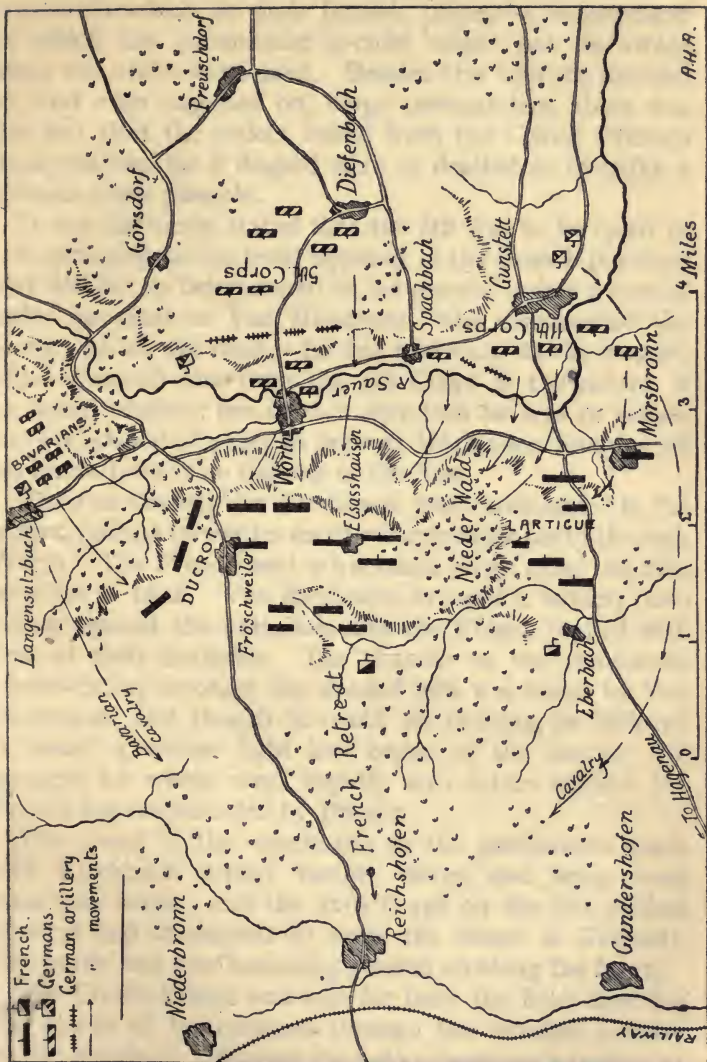 French.
Germans
German artillery
" movements
Niederbronn
RAILWAY
Reichshofen
Gundershofen
French Retreat
Bavarian
Cavalry
Cavalry
To Hagenu
Langensulzbuch
BAVARIANS
DUCROT
Fröschweiler
Elsasshausen
Nieder Wald
LARTIGUE
Eberbach
Morsbronn
Wörth
R Sauer
Spachbach
Gunstett
11th. Corps
5th. Corps
Görsdorf
Preuschdorf
Diefenbach
0 1 2 3 4 Miles
A.H.A.